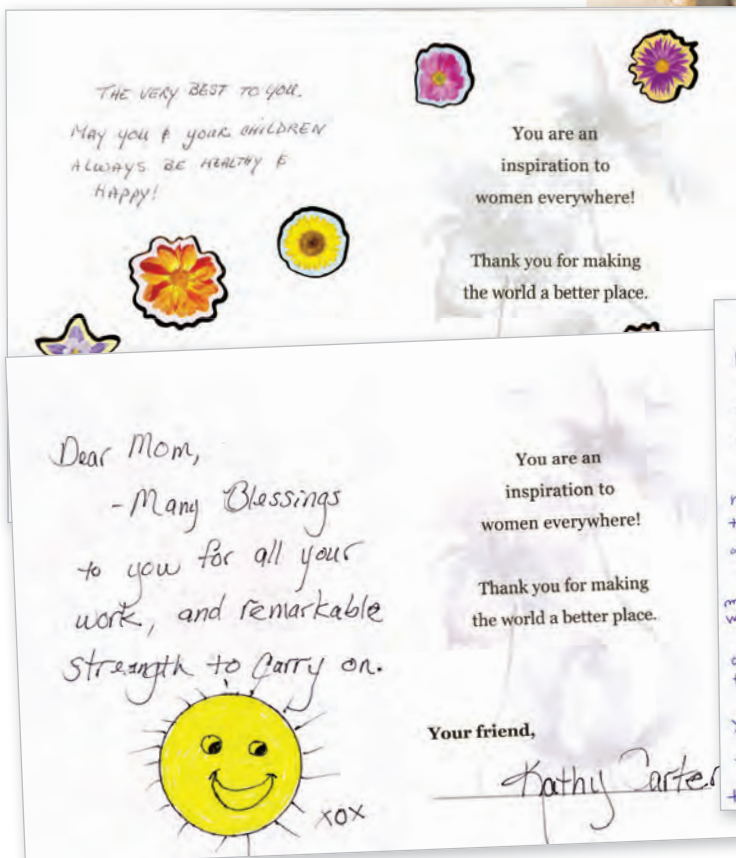 THE VERY BEST TO YOU.
MAY YOU & YOUR CHILDREN
ALWAYS BE HEALTHY &
HAPPY!
You are an
inspiration to
women everywhere!
Thank you for making
the world a better place.
Dear Mom,
- Many Blessings
to you for all your
work, and remarkable
streangth to carry on.
xox
You are an
inspiration to
women everywhere!
Thank you for making
the world a better place.
Your friend,
Kathy Carter